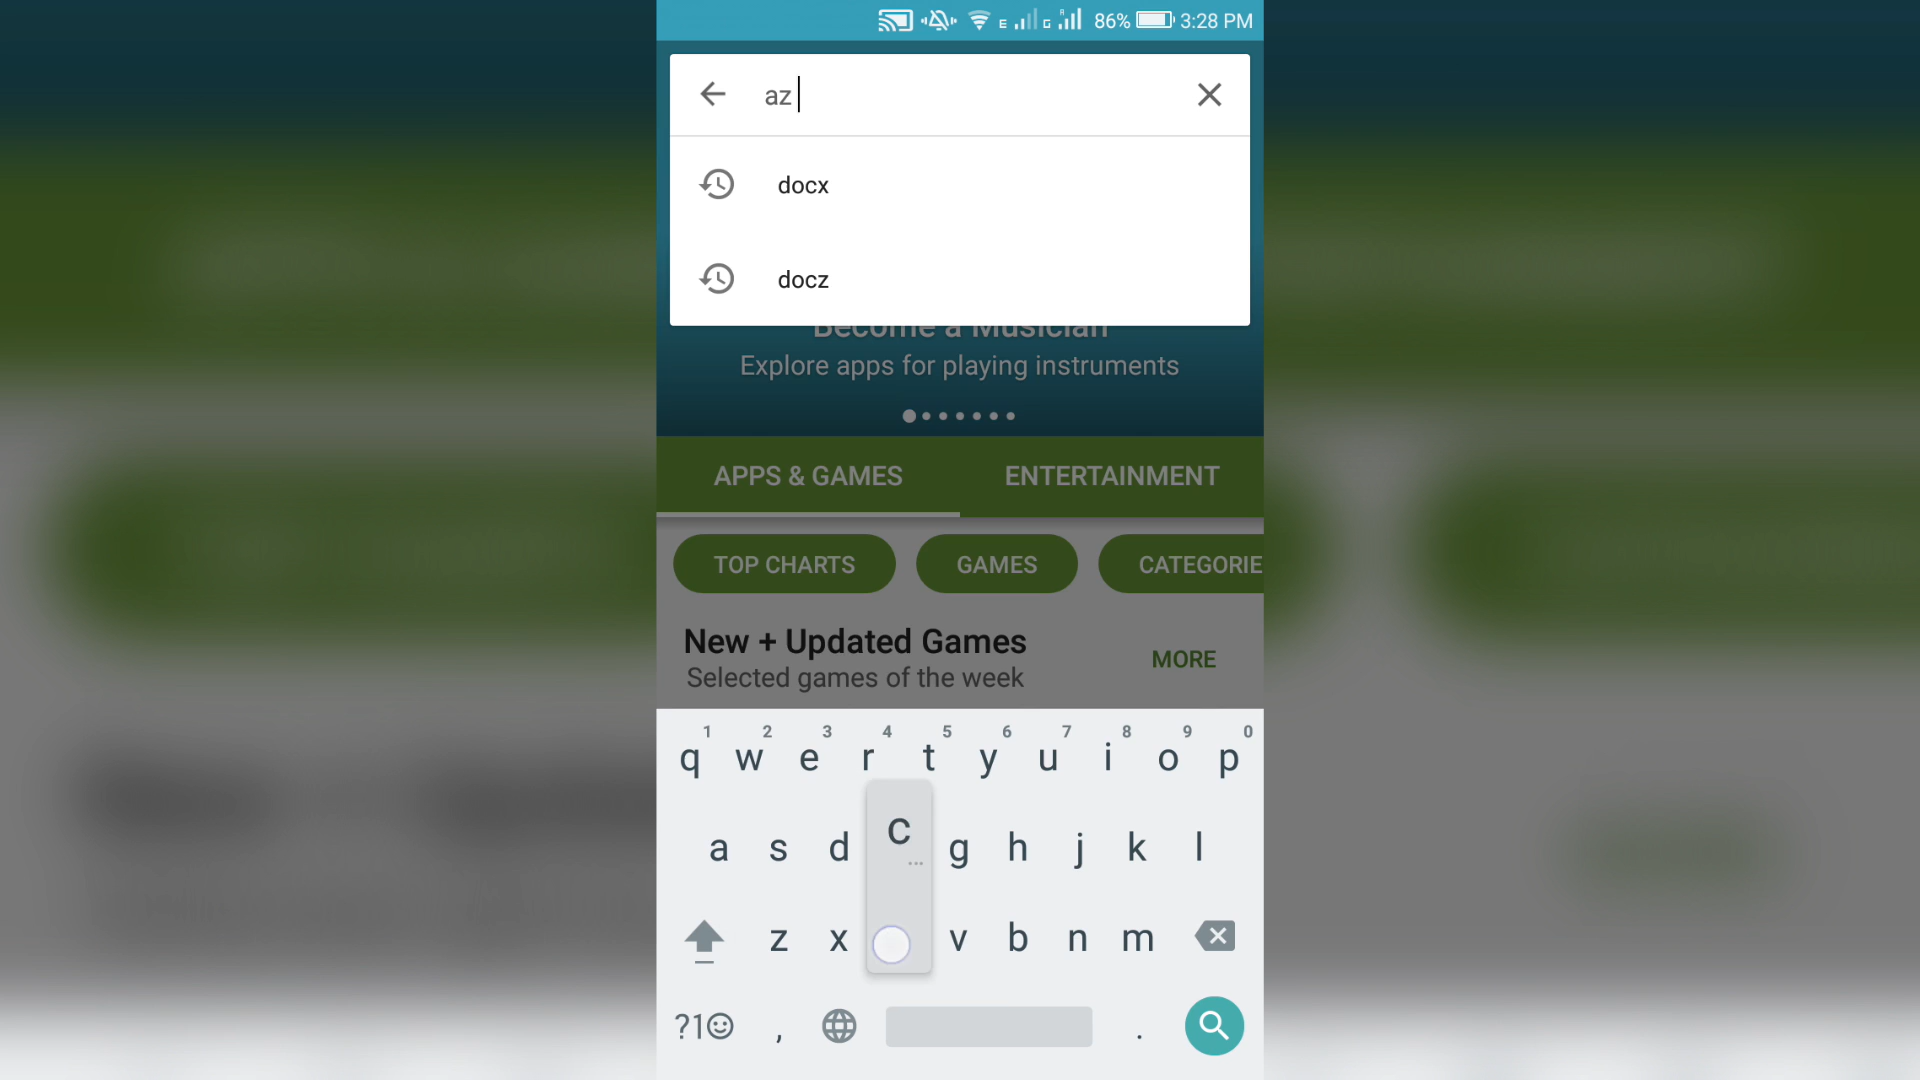 E G R 86% 3:28 PM
az
docx
docz
Become a Musician
Explore apps for playing instruments
APPS & GAMES ENTERTAINMENT
TOP CHARTS GAMES CATEGORIE
New + Updated Games
MORE
Selected games of the week
1 2 3 4 5 6 7 8 9 0
q w e r t y u i o p
c
...
a s d g h j k l
z x v b n m
?1 , .